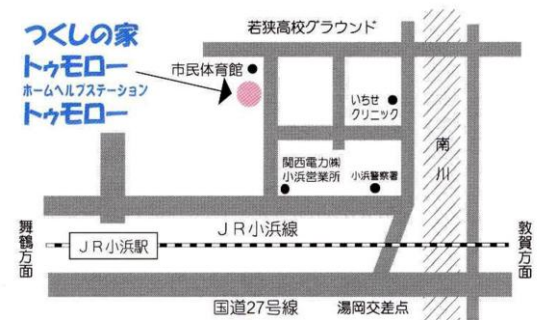 つくしの家
トゥモロー
ホームヘルプステーション
トゥモロー
若狭高校グラウンド
市民体育館
いちせ
クリニック
関西電力㈱
小浜営業所
小浜警察署
南川
舞鶴方面
JR小浜線
JR小浜駅
敦賀方面
国道27号線
湯岡交差点